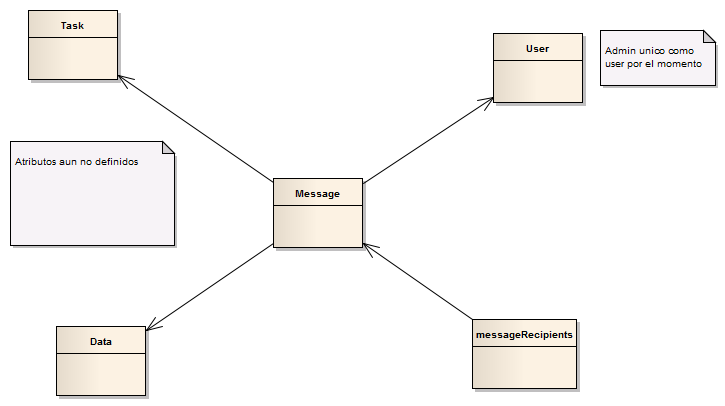 Task
User
Admin unico como
user por el momento
Atributos aun no definidos
Message
Data
messageRecipients